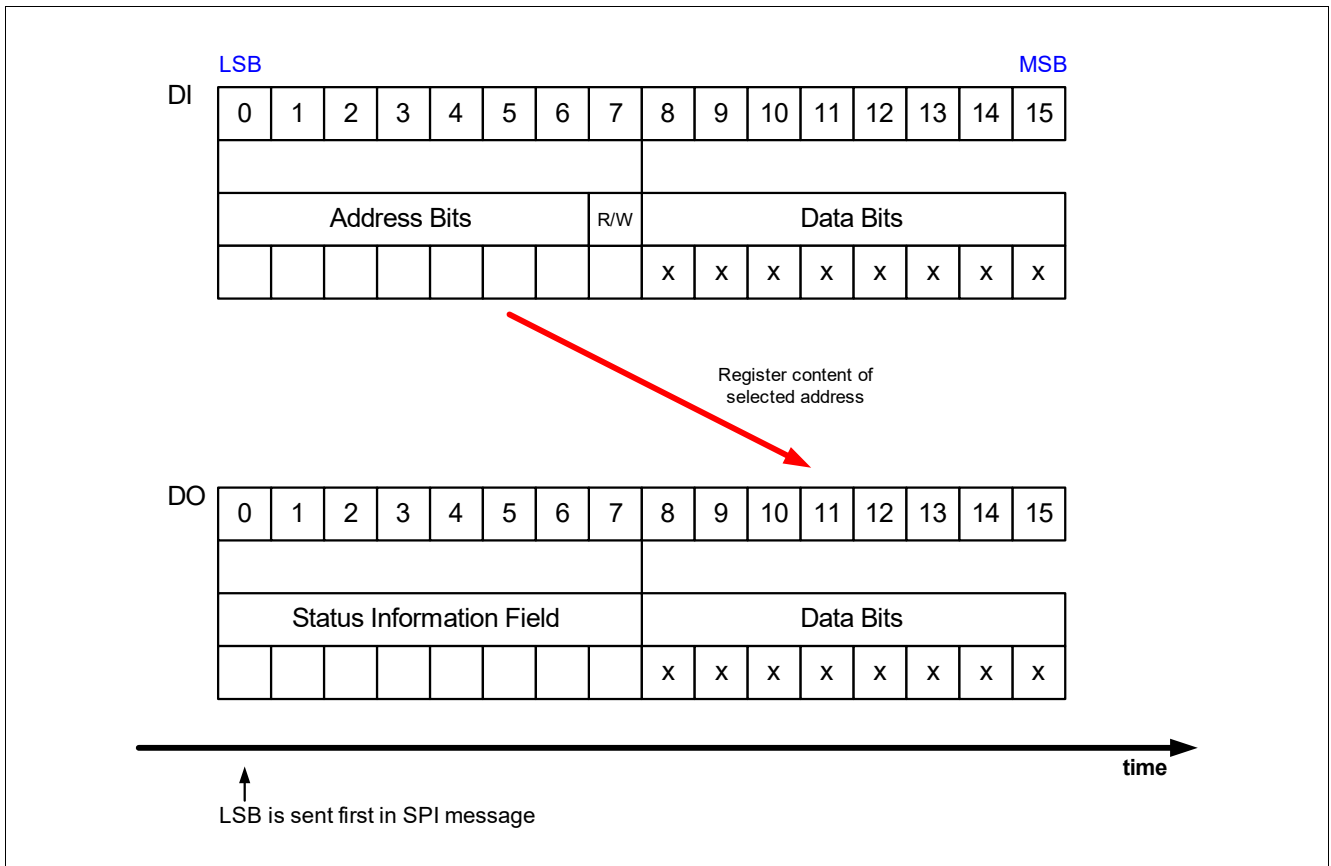 LSB MSB
DI
0 1 2 3 4 5 6 7 8 9 10 11 12 13 14 15
Address Bits R/W Data Bits
x x x x x x x x
Register content of
selected address
DO
0 1 2 3 4 5 6 7 8 9 10 11 12 13 14 15
Status Information Field Data Bits
x x x x x x x x
time
LSB is sent first in SPI message